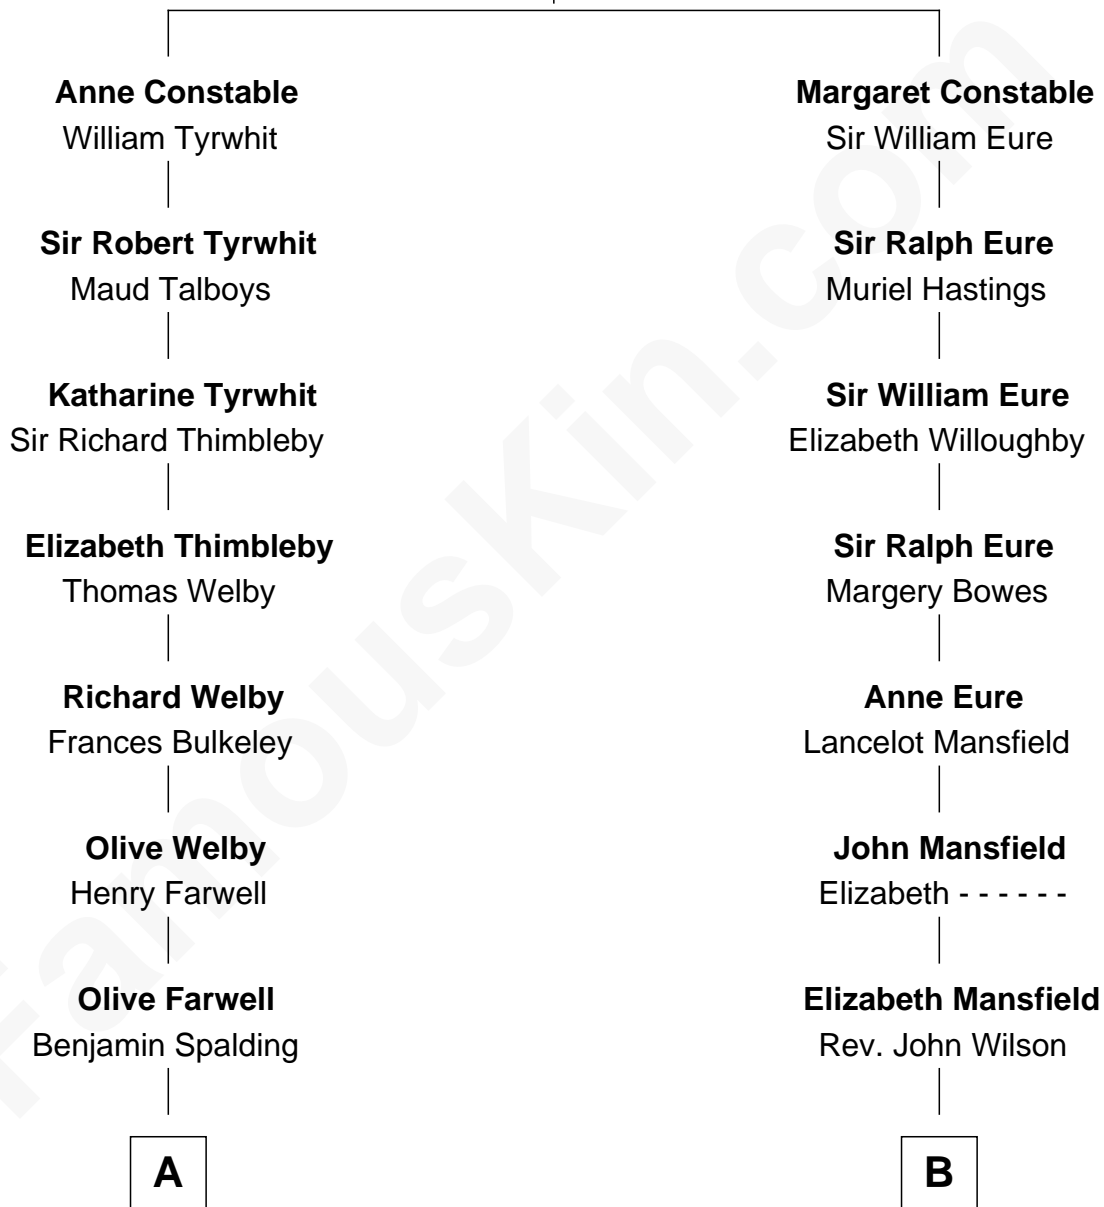 Anne Constable
William Tyrwhit
Margaret Constable
Sir William Eure
Sir Robert Tyrwhit
Maud Talboys
Sir Ralph Eure
Muriel Hastings
Katharine Tyrwhit
Sir Richard Thimbleby
Sir William Eure
Elizabeth Willoughby
Elizabeth Thimbleby
Thomas Welby
Sir Ralph Eure
Margery Bowes
Richard Welby
Frances Bulkeley
Anne Eure
Lancelot Mansfield
Olive Welby
Henry Farwell
John Mansfield
Elizabeth - - - - - -
Olive Farwell
Benjamin Spalding
Elizabeth Mansfield
Rev. John Wilson
A
B
FamousKin.com